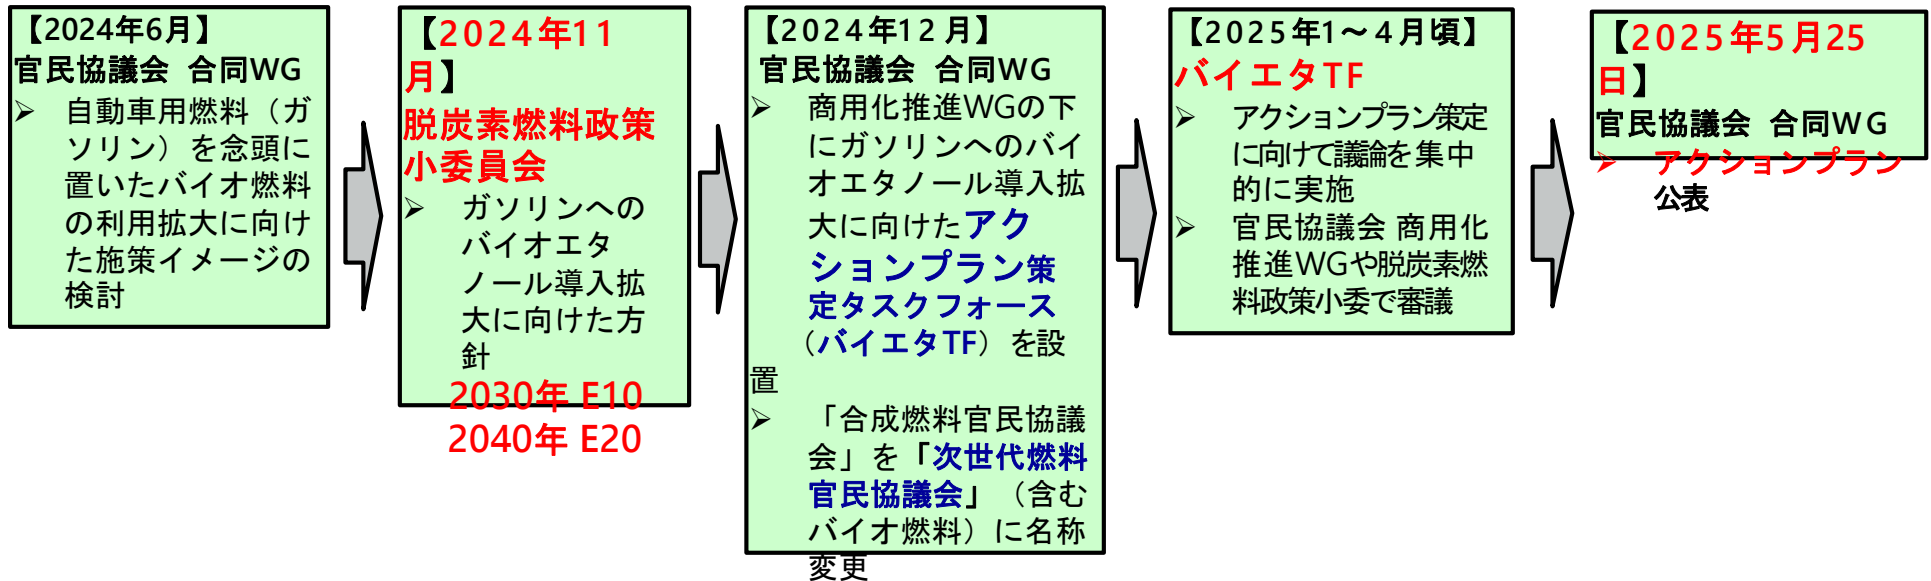 【2024年6月】
官民協議会 合同WG
➢ 自動車用燃料（ガ
ソリン）を念頭に
置いたバイオ燃料
の利用拡大に向け
た施策イメージの
検討
【2024年11
月】
脱炭素燃料政策
小委員会
➢ ガソリンへの
バイオエタ
ノール導入拡
大に向けた方
針
2030年 E10
2040年 E20
【2024年12月】
官民協議会 合同WG
➢ 商用化推進WGの下
にガソリンへのバイ
オエタノール導入拡
大に向けたアク
ションプラン策
定タスクフォース
（バイエタTF）を設
置
➢ 「合成燃料官民協議
会」を「次世代燃料
官民協議会」（含む
バイオ燃料）に名称
変更
【2025年1～4月頃】
バイエタTF
➢ アクションプラン策定
に向けて議論を集中
的に実施
➢ 官民協議会 商用化
推進WGや脱炭素燃
料政策小委で審議
【2025年5月25
日】
官民協議会 合同WG
➢ アクションプラン
公表